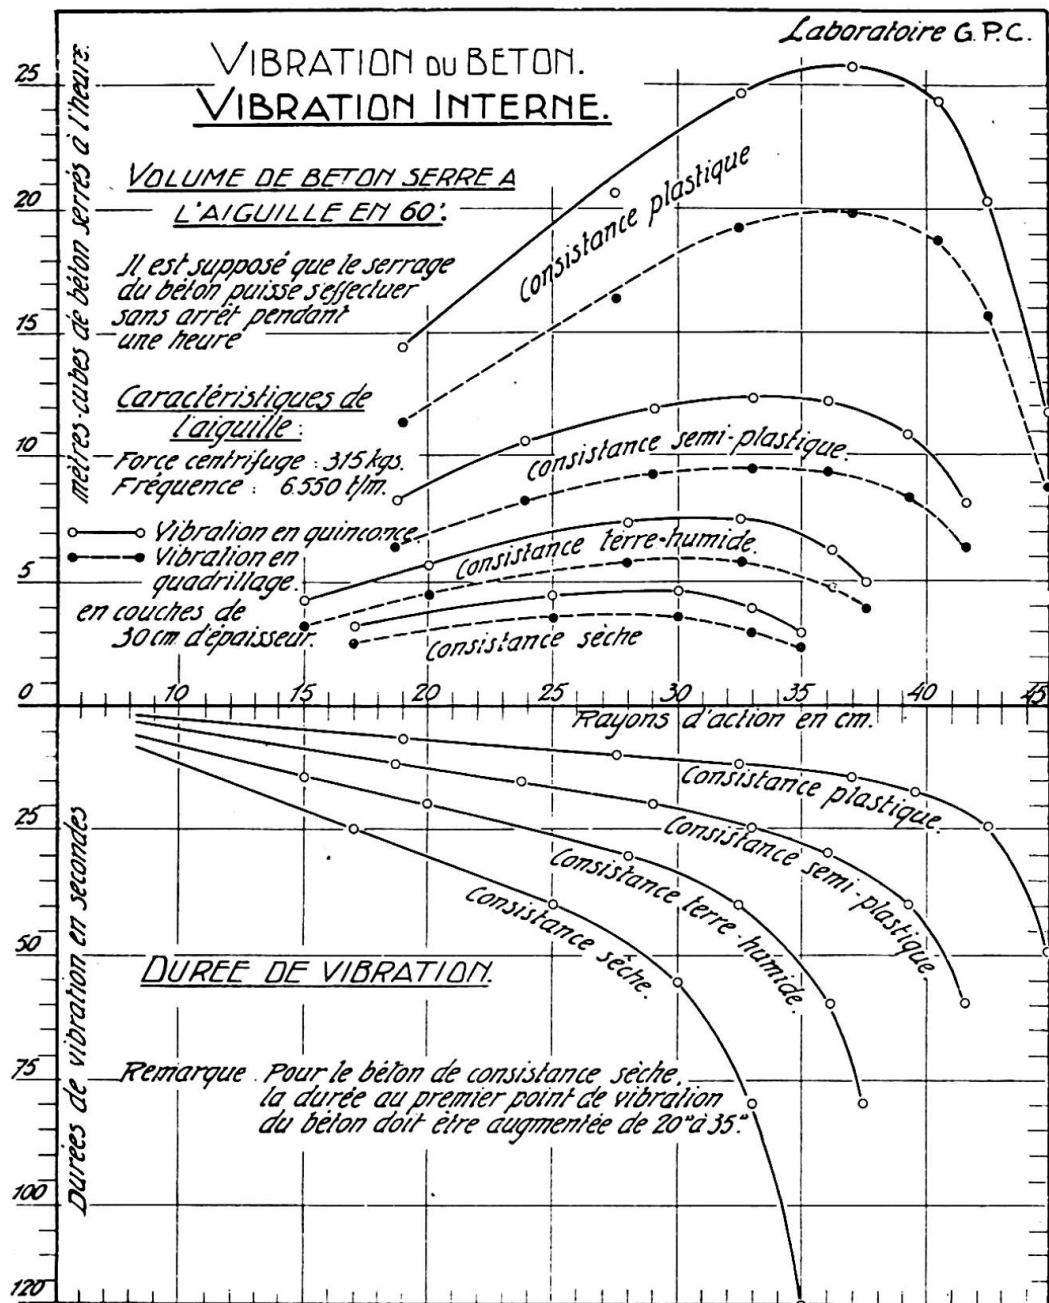 Laboratoire G.P.C.
VIBRATION DU BETON.
VIBRATION INTERNE.
VOLUME DE BETON SERRE A
L'AIGUILLE EN 60'.
Il est supposé que le serrage
du béton puisse s'effectuer
sans arrêt pendant
une heure
Caractéristiques de
l'aiguille :
Force centrifuge : 315 kgs.
Fréquence : 6.550 t/m.
Vibration en quinconce.
Vibration en
quadrillage.
en couches de
30 cm d'épaisseur.
mètres-cubes de béton serrés à l'heure.
25
20
15
10
5
0
Consistance plastique
Consistance semi-plastique.
Consistance terre-humide.
Consistance sèche
10
15
20
25
30
35
40
45
Rayons d'action en cm.
Durées de vibration en secondes
25
50
75
100
120
Consistance plastique.
Consistance semi-plastique.
Consistance terre-humide.
Consistance sèche.
DUREE DE VIBRATION.
Remarque. Pour le béton de consistance sèche,
la durée au premier point de vibration
du béton doit être augmentée de 20" à 35".